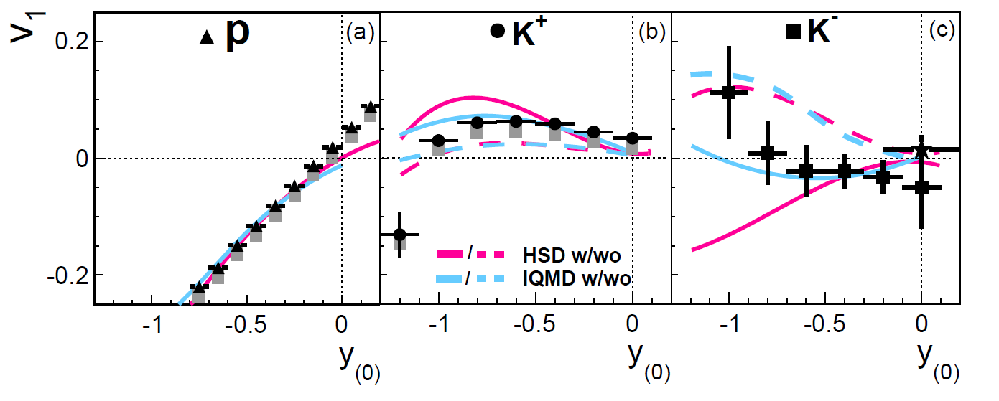 v1
0.2
0
-0.2
p
(a)
K+
(b)
K-
(c)
/ HSD w/wo
/ IQMD w/wo
-1 -0.5 0
-1 -0.5 0
-1 -0.5 0
y(0)
y(0)
y(0)